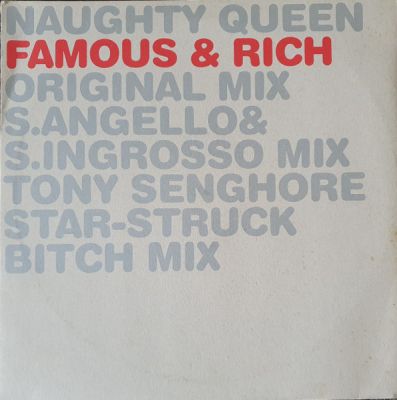 NAUGHTY QUEEN
FAMOUS & RICH
ORIGINAL MIX
S.ANGELLO&
S.INGROSSO MIX
TONY SENGHORE
STAR-STRUCK
BITCH MIX